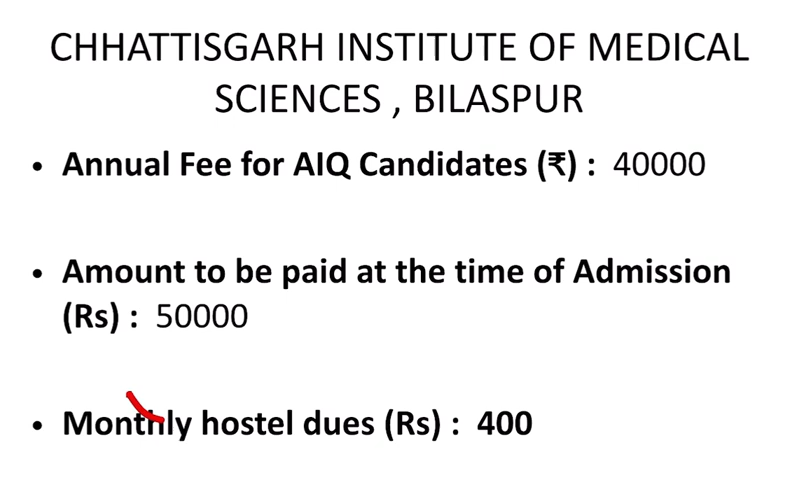 CHHATTISGARH INSTITUTE OF MEDICAL
SCIENCES , BILASPUR
• Annual Fee for AIQ Candidates (₹) : 40000
• Amount to be paid at the time of Admission
(Rs) : 50000
• Monthly hostel dues (Rs) : 400